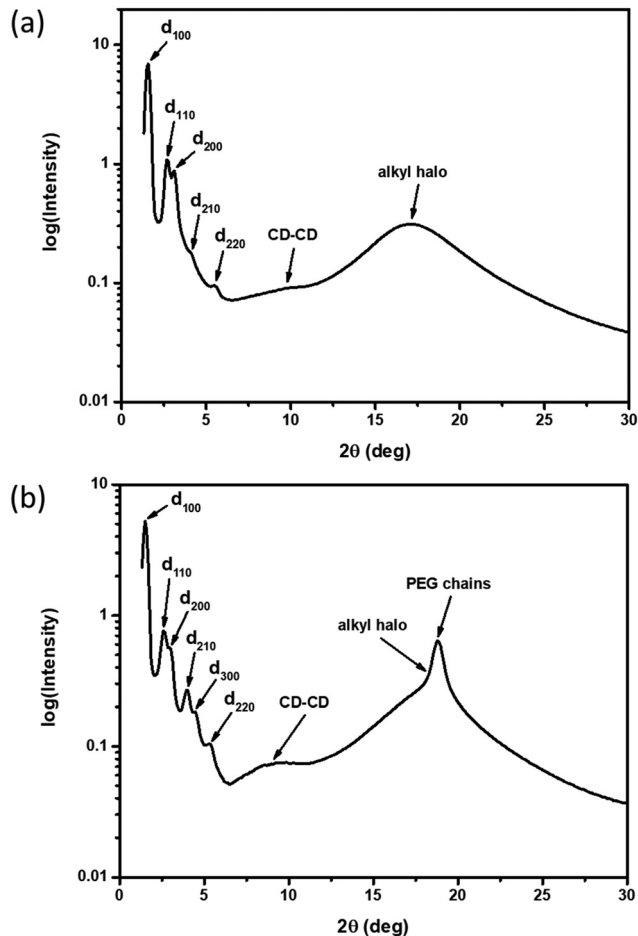 (a)
log(Intensity)
10
1
0.1
0.01
d100
d110
d200
d210
d220
CD-CD
alkyl halo
0 5 10 15 20 25 30
2θ (deg)
(b)
log(Intensity)
10
1
0.1
0.01
d100
d110
d200
d210
d300
d220
CD-CD
alkyl halo
PEG chains
0 5 10 15 20 25 30
2θ (deg)